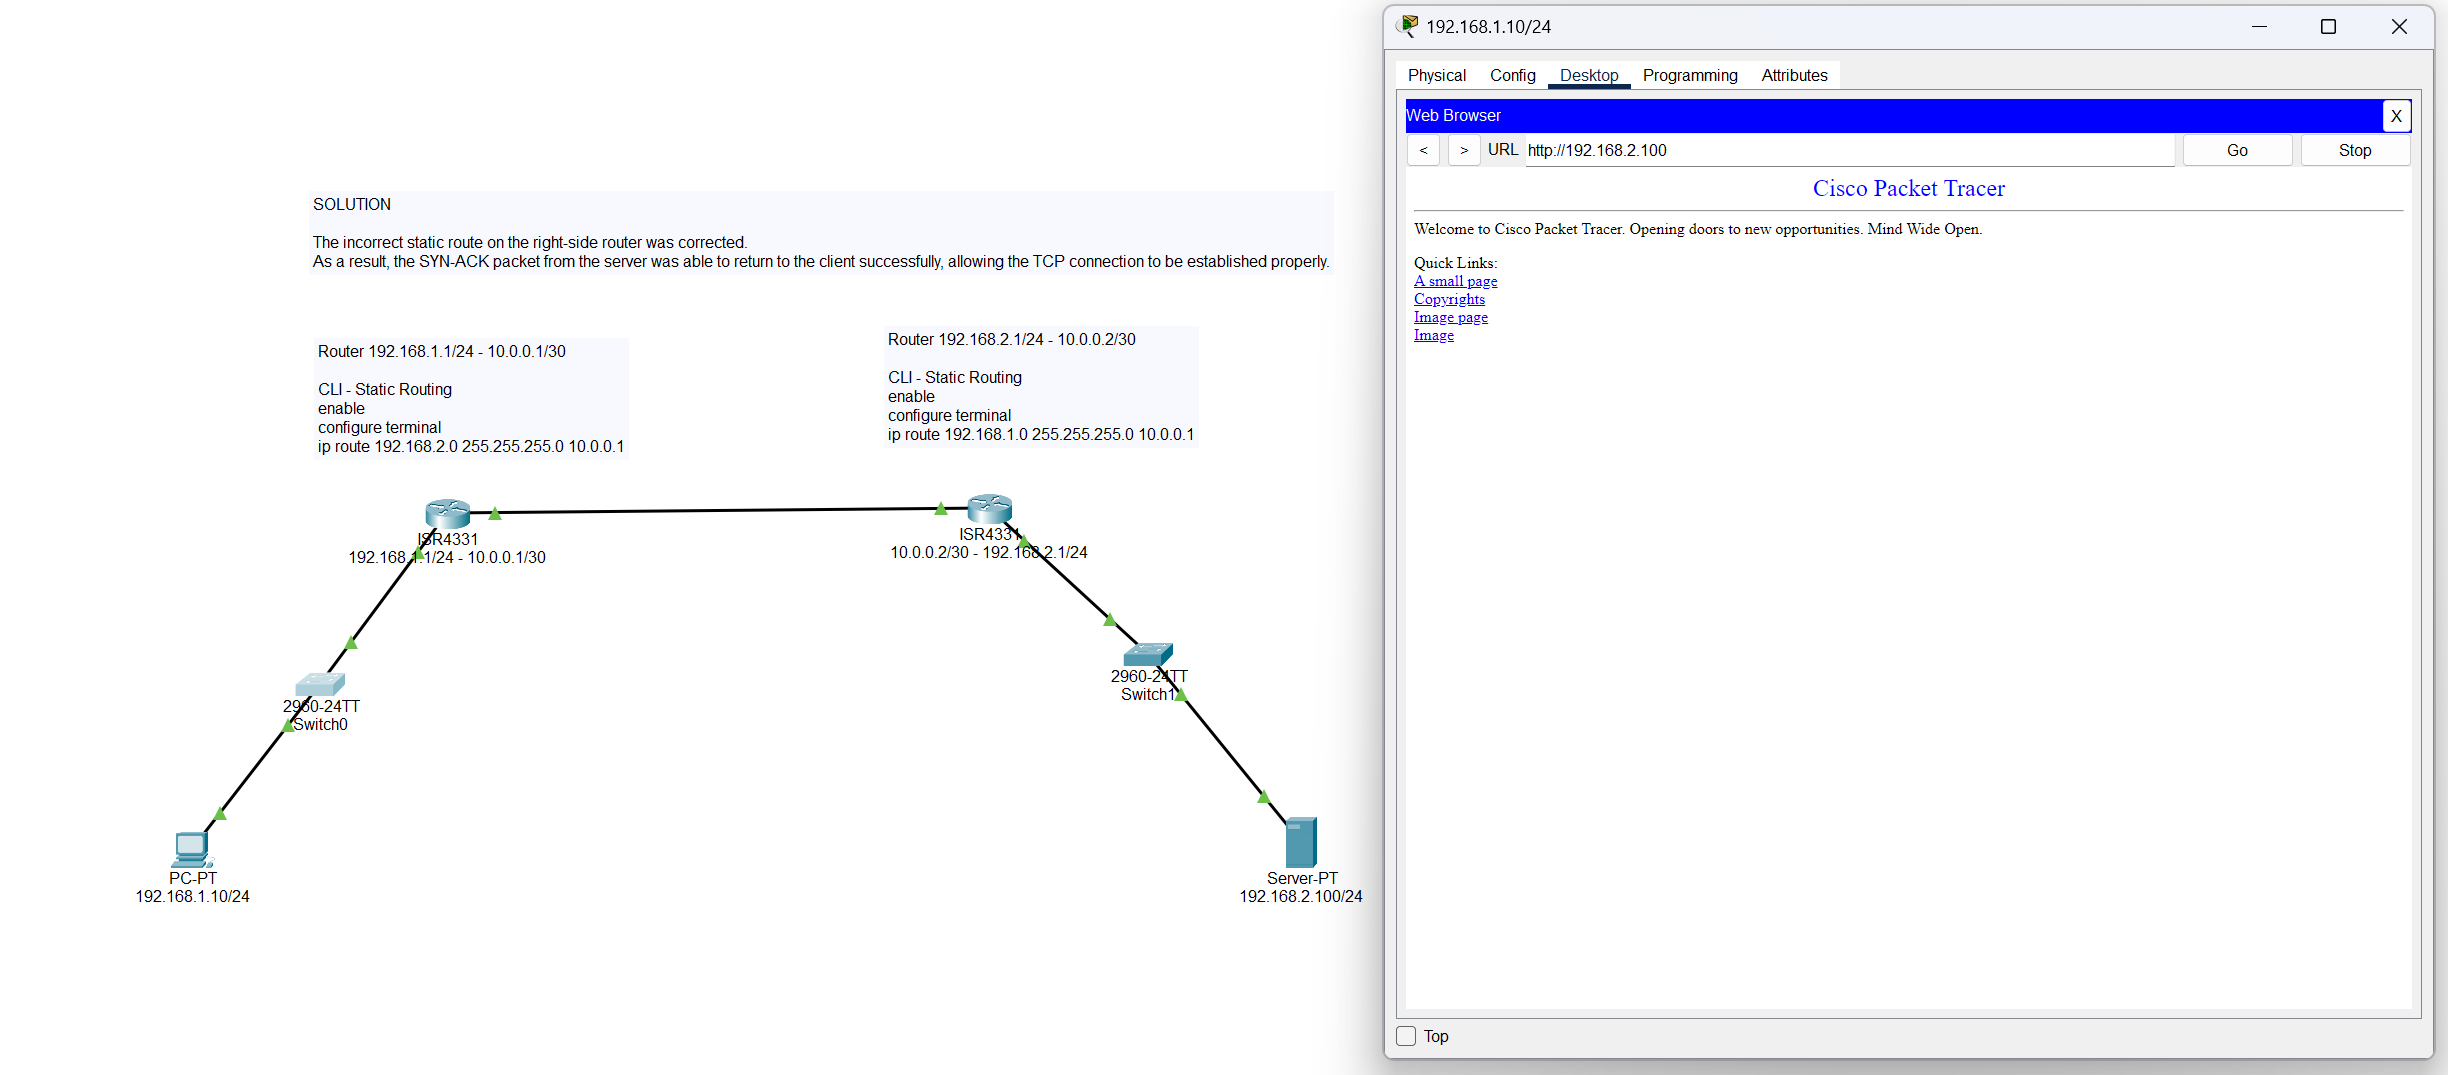 SOLUTION
The incorrect static route on the right-side router was corrected.
As a result, the SYN-ACK packet from the server was able to return to the client successfully, allowing the TCP connection to be established properly.
Router 192.168.1.1/24 - 10.0.0.1/30
CLI - Static Routing
enable
configure terminal
ip route 192.168.2.0 255.255.255.0 10.0.0.1
Router 192.168.2.1/24 - 10.0.0.2/30
CLI - Static Routing
enable
configure terminal
ip route 192.168.1.0 255.255.255.0 10.0.0.1
ISR4331
192.168.1.1/24 - 10.0.0.1/30
ISR4331
10.0.0.2/30 - 192.168.2.1/24
2960-24TT
Switch0
2960-24TT
Switch1
PC-PT
192.168.1.10/24
Server-PT
192.168.2.100/24
192.168.1.10/24
Physical Config Desktop Programming Attributes
Web Browser
X
< > URL http://192.168.2.100 Go Stop
Cisco Packet Tracer
Welcome to Cisco Packet Tracer. Opening doors to new opportunities. Mind Wide Open.
Quick Links:
A small page
Copyrights
Image page
Image
Top